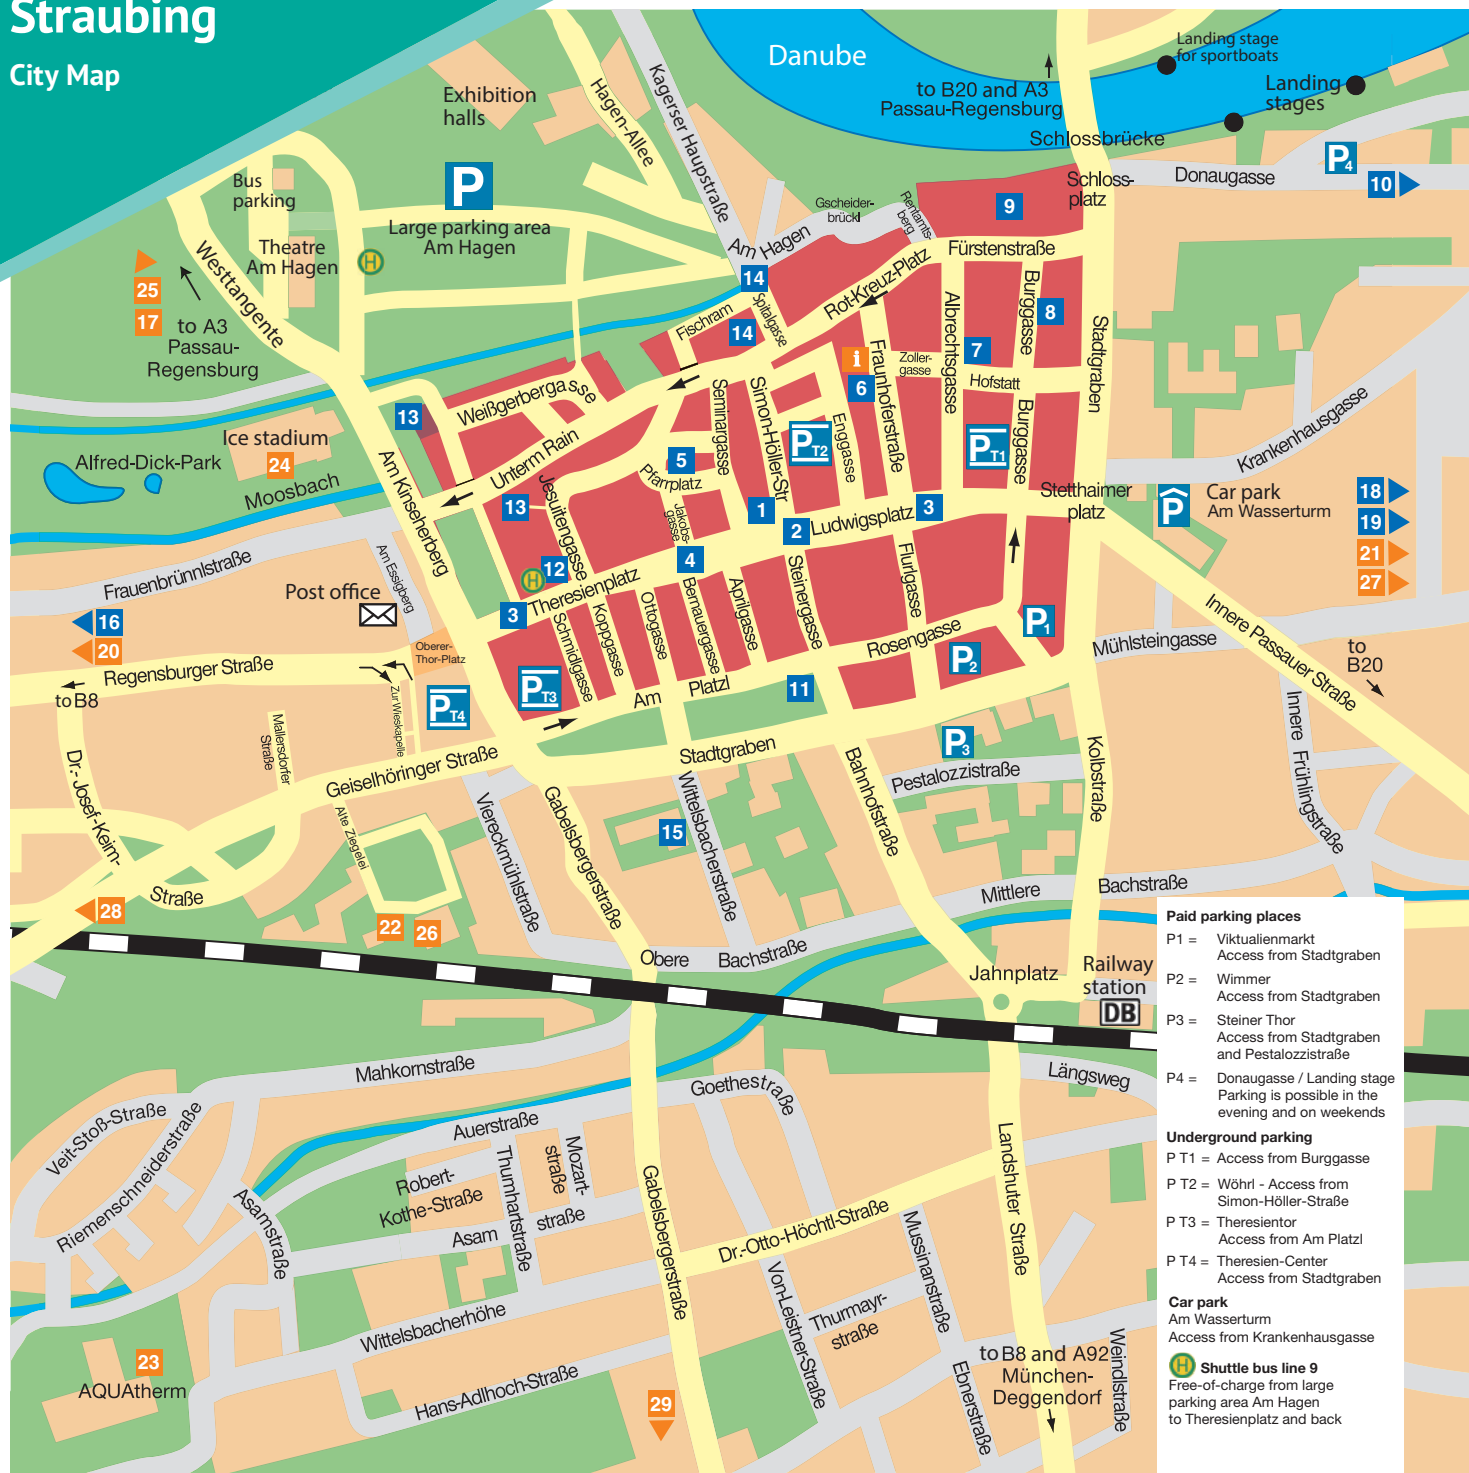 Straubing
City Map
Danube
Landing stage
for sportboats
Landing
stages
to B20 and A3
Passau-Regensburg
Schlossbrücke
Exhibition
halls
Hagen-Allee
Kagerser Hauptstraße
P
Large parking area
Am Hagen
Bus
parking
Theatre
Am Hagen
H
Westtangente
25
17
to A3
Passau-
Regensburg
Am Hagen
Gscheider-
brückl
Rentamts-
berg
9
Schloss-
platz
Donaugasse
P4
10
Fürstenstraße
Rot-Kreuz-Platz
14
Spitalgasse
Fischram
14
Albrechtsgasse
Burggasse
8
7
Stadtgraben
Zoller-
gasse
Hofstatt
i
6
Fraunhoferstraße
Weißgerbergasse
13
Unterm Rain
Seminargasse
Simon-Höller-Str
PT2
Enggasse
PT1
Burggasse
Krankenhausgasse
Ice stadium
24
Alfred-Dick-Park
Moosbach
Am Kinseherberg
5
Pfarrplatz
Jakobs-
gasse
Jesuitengasse
13
1
2
Ludwigsplatz
3
Stetthaimer
platz
P
Car park
Am Wasserturm
18
19
21
27
Frauenbrünnlstraße
Am Essigberg
Post office
H
12
Theresienplatz
4
3
Schmidlgasse
Koppgasse
Ottogasse
Bernauergasse
Aprilgasse
Steinergasse
Flurlgasse
Rosengasse
P1
P2
16
20
Regensburger Straße
to B8
Oberer-
Thor-Platz
Zur Wieskapelle
PT4
PT3
Am Platzl
11
Mühlsteingasse
Innere Passauer Straße
to
B20
Innere Frühlingstraße
Mallersdorfer
Straße
Geiselhöringer Straße
Stadtgraben
P3
Pestalozzistraße
Kolbstraße
Dr.-Josef-Keim-
Straße
Alte Ziegelei
Viereckmühlstraße
Gabelsbergerstraße
15
Wittelsbacherstraße
Bahnhofstraße
28
22
26
Mittlere Bachstraße
Obere Bachstraße
Jahnplatz
Railway
station
DB
Mahkornstraße
Goethestraße
Längsweg
Veit-Stoß-Straße
Riemenschneiderstraße
Asamstraße
Auerstraße
Robert-
Kothe-Straße
Thumhartstraße
Mozart-
straße
Asam straße
Gabelsbergerstraße
Dr.-Otto-Höchtl-Straße
Landshuter Straße
Mussinanstraße
Von-Leistner-Straße
Thurmayr-
straße
Wittelsbacherhöhe
Hans-Adlhoch-Straße
23
AQUAtherm
29
Ebnerstraße
Weindlstraße
to B8 and A92
München-
Deggendorf
Paid parking places
P1 = Viktualienmarkt
Access from Stadtgraben
P2 = Wimmer
Access from Stadtgraben
P3 = Steiner Thor
Access from Stadtgraben
and Pestalozzistraße
P4 = Donaugasse / Landing stage
Parking is possible in the
evening and on weekends
Underground parking
P T1 = Access from Burggasse
P T2 = Wöhrl - Access from
Simon-Höller-Straße
P T3 = Theresientor
Access from Am Platzl
P T4 = Theresien-Center
Access from Stadtgraben
Car park
Am Wasserturm
Access from Krankenhausgasse
H Shuttle bus line 9
Free-of-charge from large
parking area Am Hagen
to Theresienplatz and back